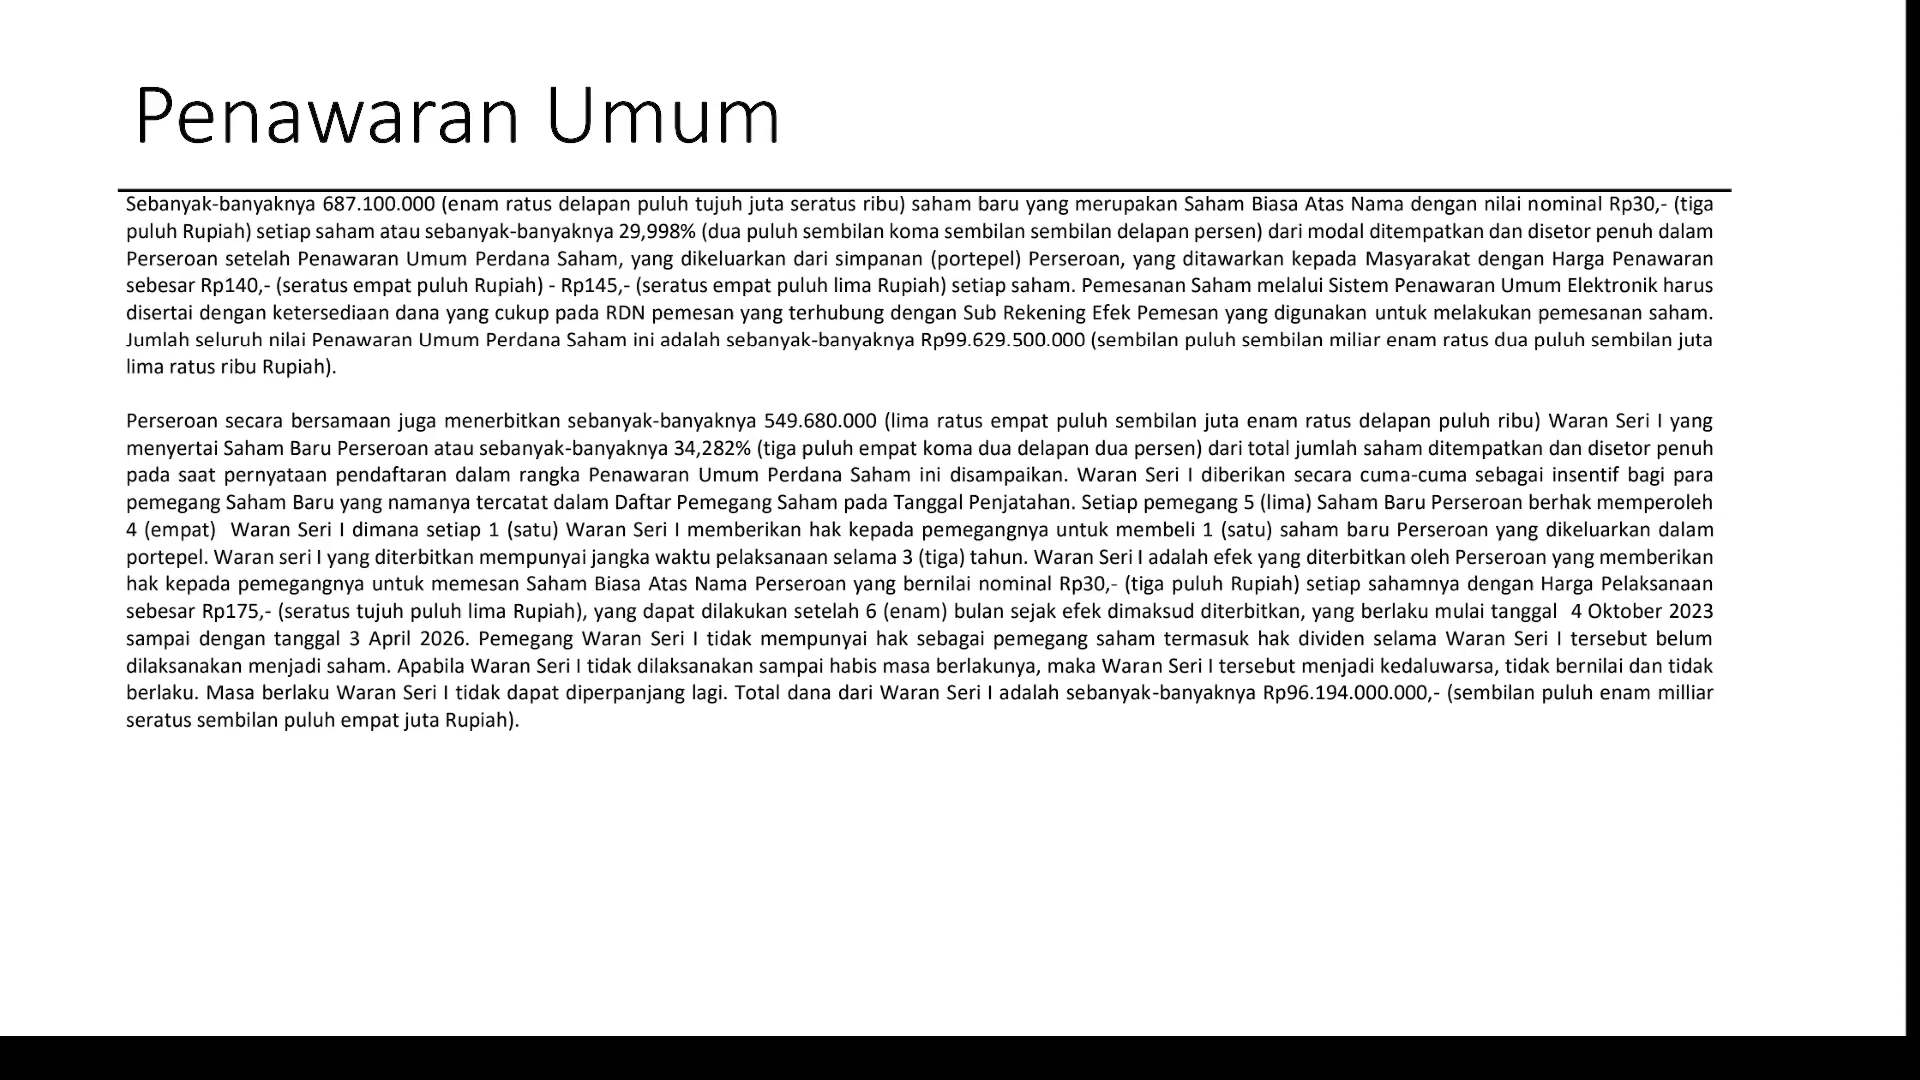 Penawaran Umum
Sebanyak-banyaknya 687.100.000 (enam ratus delapan puluh tujuh juta seratus ribu) saham baru yang merupakan Saham Biasa Atas Nama dengan nilai nominal Rp30,- (tiga
puluh Rupiah) setiap saham atau sebanyak-banyaknya 29,998% (dua puluh sembilan koma sembilan sembilan delapan persen) dari modal ditempatkan dan disetor penuh dalam
Perseroan setelah Penawaran Umum Perdana Saham, yang dikeluarkan dari simpanan (portepel) Perseroan, yang ditawarkan kepada Masyarakat dengan Harga Penawaran
sebesar Rp140,- (seratus empat puluh Rupiah) - Rp145,- (seratus empat puluh lima Rupiah) setiap saham. Pemesanan Saham melalui Sistem Penawaran Umum Elektronik harus
disertai dengan ketersediaan dana yang cukup pada RDN pemesan yang terhubung dengan Sub Rekening Efek Pemesan yang digunakan untuk melakukan pemesanan saham.
Jumlah seluruh nilai Penawaran Umum Perdana Saham ini adalah sebanyak-banyaknya Rp99.629.500.000 (sembilan puluh sembilan miliar enam ratus dua puluh sembilan juta
lima ratus ribu Rupiah).
Perseroan secara bersamaan juga menerbitkan sebanyak-banyaknya 549.680.000 (lima ratus empat puluh sembilan juta enam ratus delapan puluh ribu) Waran Seri I yang
menyertai Saham Baru Perseroan atau sebanyak-banyaknya 34,282% (tiga puluh empat koma dua delapan dua persen) dari total jumlah saham ditempatkan dan disetor penuh
pada saat pernyataan pendaftaran dalam rangka Penawaran Umum Perdana Saham ini disampaikan. Waran Seri I diberikan secara cuma-cuma sebagai insentif bagi para
pemegang Saham Baru yang namanya tercatat dalam Daftar Pemegang Saham pada Tanggal Penjatahan. Setiap pemegang 5 (lima) Saham Baru Perseroan berhak memperoleh
4 (empat)  Waran Seri I dimana setiap 1 (satu) Waran Seri I memberikan hak kepada pemegangnya untuk membeli 1 (satu) saham baru Perseroan yang dikeluarkan dalam
portepel. Waran seri I yang diterbitkan mempunyai jangka waktu pelaksanaan selama 3 (tiga) tahun. Waran Seri I adalah efek yang diterbitkan oleh Perseroan yang memberikan
hak kepada pemegangnya untuk memesan Saham Biasa Atas Nama Perseroan yang bernilai nominal Rp30,- (tiga puluh Rupiah) setiap sahamnya dengan Harga Pelaksanaan
sebesar Rp175,- (seratus tujuh puluh lima Rupiah), yang dapat dilakukan setelah 6 (enam) bulan sejak efek dimaksud diterbitkan, yang berlaku mulai tanggal  4 Oktober 2023
sampai dengan tanggal 3 April 2026. Pemegang Waran Seri I tidak mempunyai hak sebagai pemegang saham termasuk hak dividen selama Waran Seri I tersebut belum
dilaksanakan menjadi saham. Apabila Waran Seri I tidak dilaksanakan sampai habis masa berlakunya, maka Waran Seri I tersebut menjadi kedaluwarsa, tidak bernilai dan tidak
berlaku. Masa berlaku Waran Seri I tidak dapat diperpanjang lagi. Total dana dari Waran Seri I adalah sebanyak-banyaknya Rp96.194.000.000,- (sembilan puluh enam milliar
seratus sembilan puluh empat juta Rupiah).